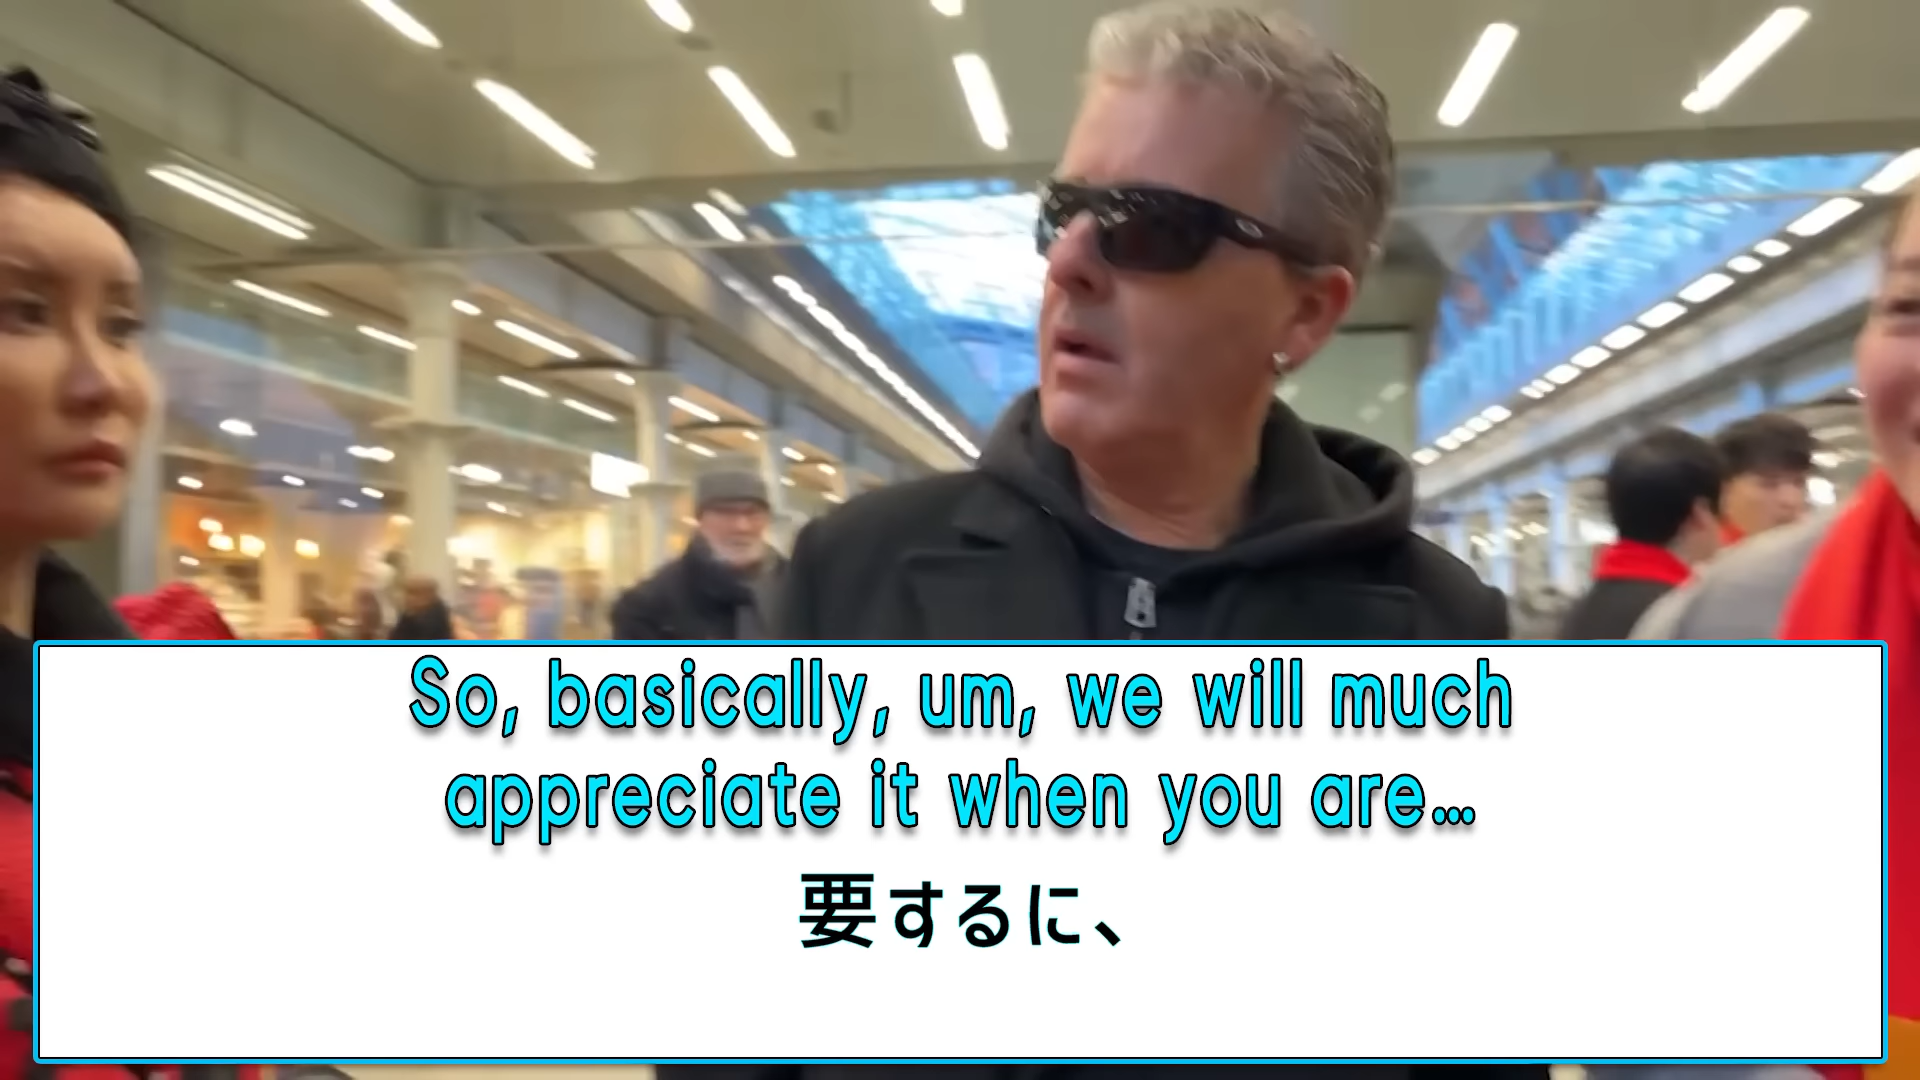 So, basically, um, we will much
appreciate it when you are...
要するに、